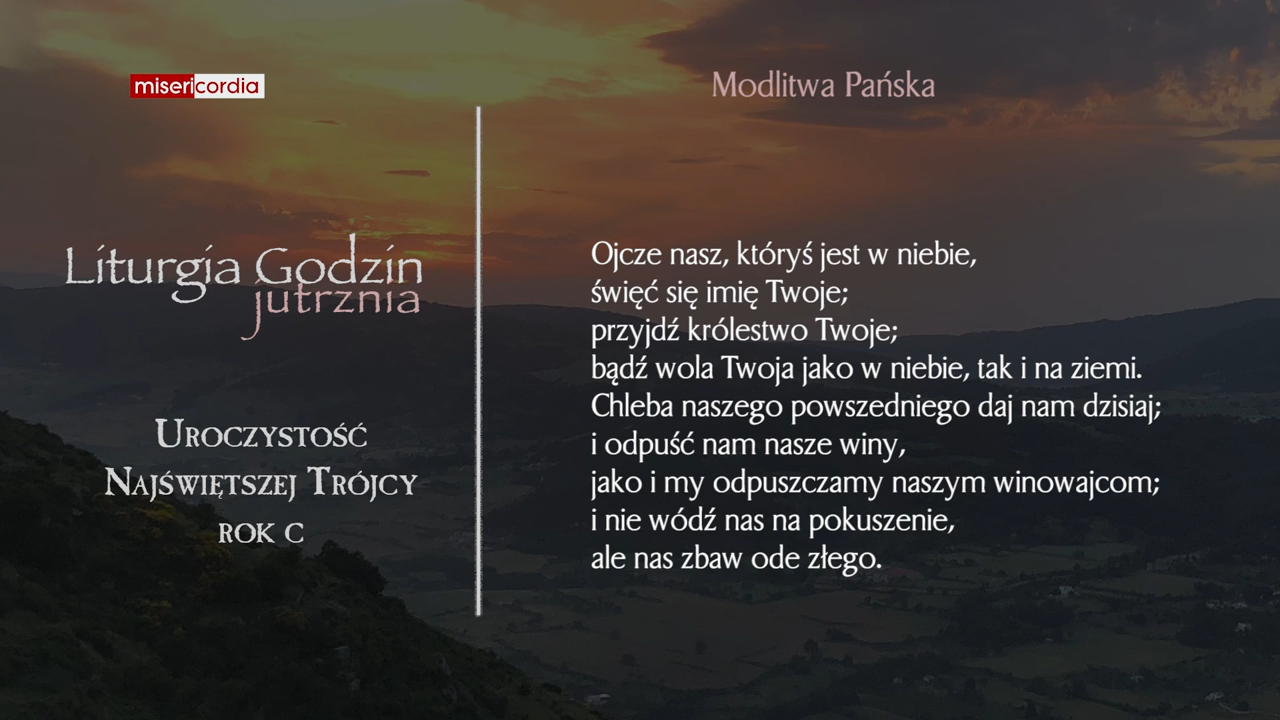 misericordia
Liturgia Godzin
jutrznia
Uroczystość
Najświętszej Trójcy
rok C
Modlitwa Pańska
Ojcze nasz, któryś jest w niebie,
święć się imię Twoje;
przyjdź królestwo Twoje;
bądź wola Twoja jako w niebie, tak i na ziemi.
Chleba naszego powszedniego daj nam dzisiaj;
i odpuść nam nasze winy,
jako i my odpuszczamy naszym winowajcom;
i nie wódź nas na pokuszenie,
ale nas zbaw ode złego.